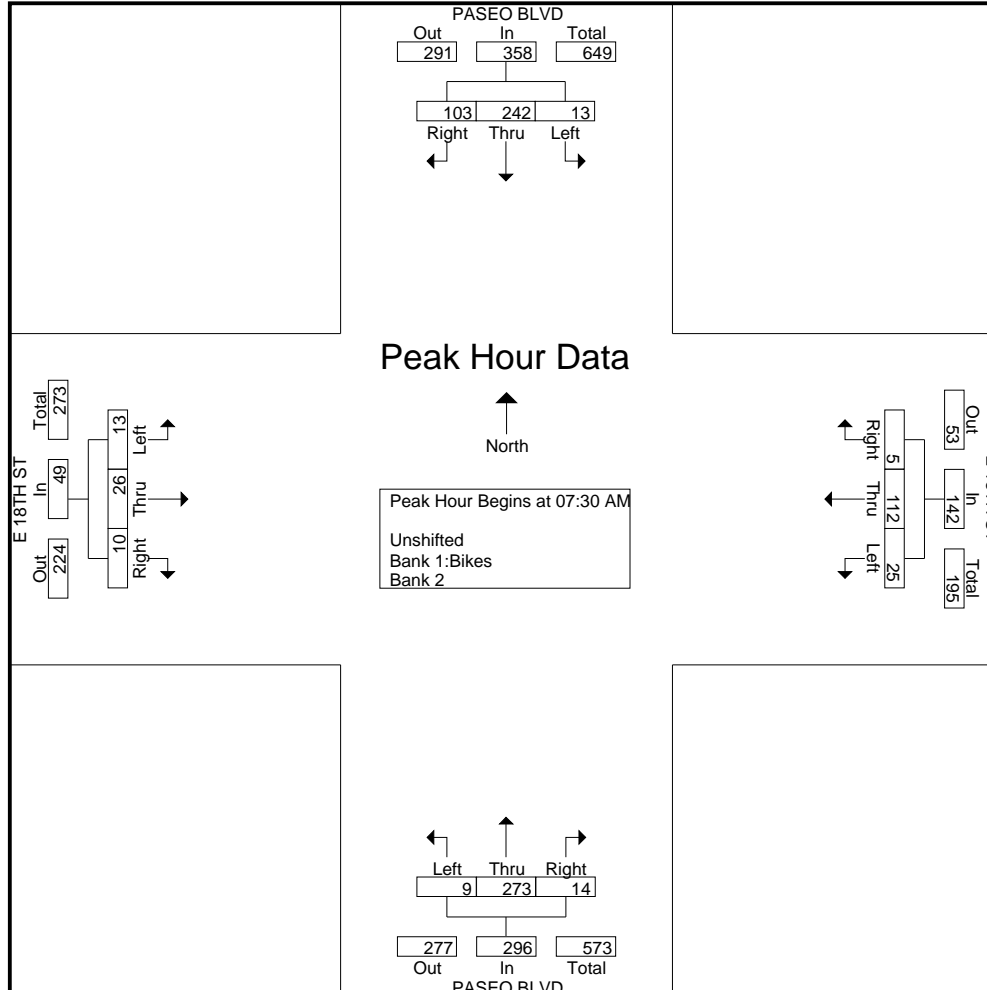 PASEO BLVD
Out In Total
291 358 649
103 242 13
Right Thru Left
Peak Hour Data
North
Peak Hour Begins at 07:30 AM
Unshifted
Bank 1:Bikes
Bank 2
E 18TH ST
Total In Out
273 49 224
13 26 10
Left Thru Right
Right Thru Left
5 112 25
Out In Total
53 142 195
Left Thru Right
9 273 14
277 296 573
Out In Total
PASEO BLVD